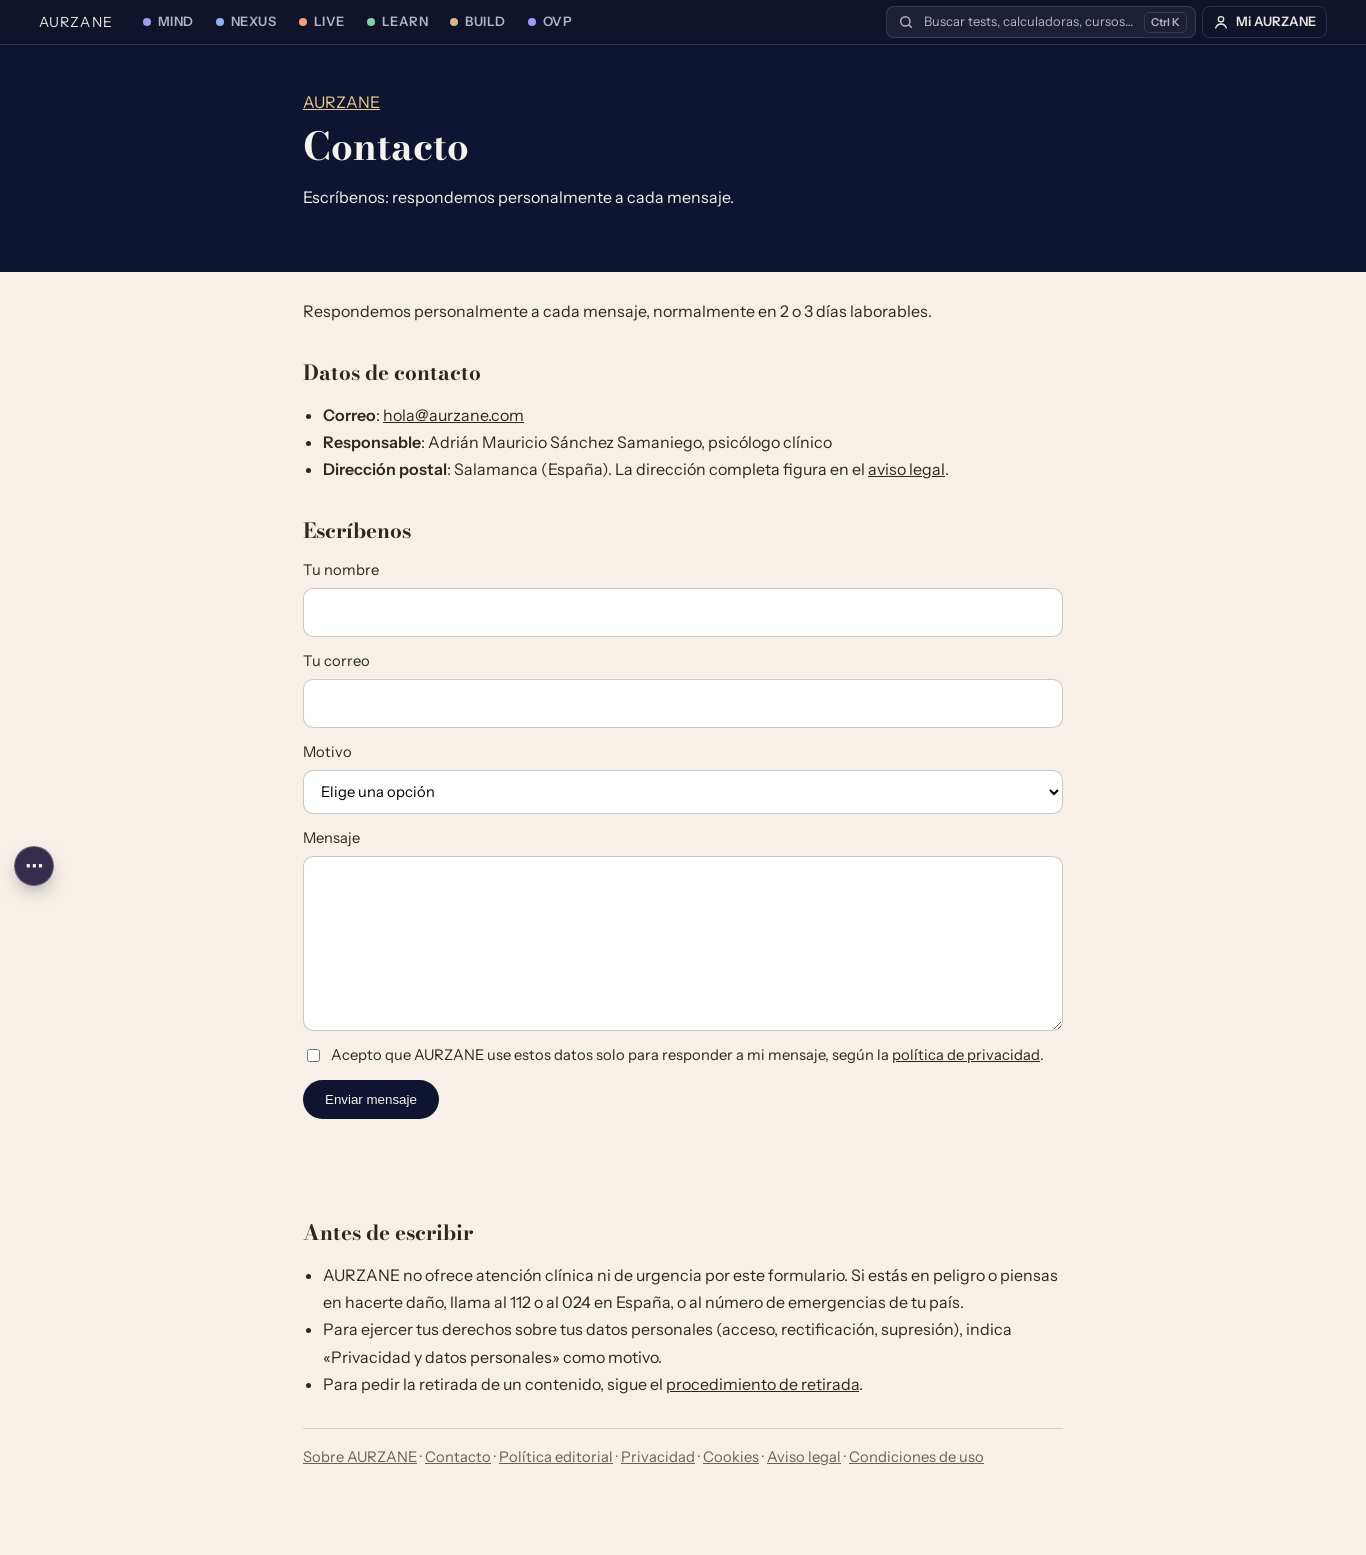 AURZANE MIND NEXUS LIVE LEARN BUILD OVP Buscar tests, calculadoras, cursos... Ctrl K Mi AURZANE
AURZANE
Contacto
Escríbenos: respondemos personalmente a cada mensaje.
Respondemos personalmente a cada mensaje, normalmente en 2 o 3 días laborables.
Datos de contacto
• Correo: hola@aurzane.com
• Responsable: Adrián Mauricio Sánchez Samaniego, psicólogo clínico
• Dirección postal: Salamanca (España). La dirección completa figura en el aviso legal.
Escríbenos
Tu nombre
Tu correo
Motivo
Elige una opción
Mensaje
Acepto que AURZANE use estos datos solo para responder a mi mensaje, según la política de privacidad.
Enviar mensaje
Antes de escribir
• AURZANE no ofrece atención clínica ni de urgencia por este formulario. Si estás en peligro o piensas
en hacerte daño, llama al 112 o al 024 en España, o al número de emergencias de tu país.
• Para ejercer tus derechos sobre tus datos personales (acceso, rectificación, supresión), indica
«Privacidad y datos personales» como motivo.
• Para pedir la retirada de un contenido, sigue el procedimiento de retirada.
Sobre AURZANE · Contacto · Política editorial · Privacidad · Cookies · Aviso legal · Condiciones de uso